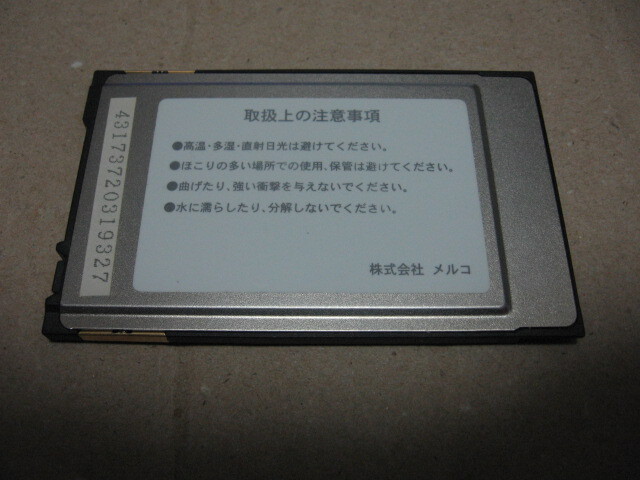 取扱上の注意事項
●高温・多湿・直射日光は避けてください。
●ほこりの多い場所での使用、保管は避けてください。
●曲げたり、強い衝撃を与えないでください。
●水に濡らしたり、分解しないでください。
株式会社 メルコ
43173720319327